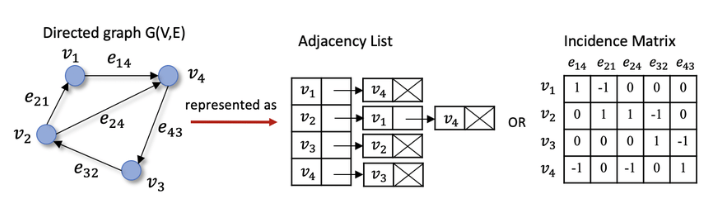 Directed graph G(V,E)
v₁
e₁₄
v₄
e₂₁
e₂₄
e₄₃
v₂
e₃₂
v₃
represented as
Adjacency List
v₁ v₄
v₂ v₁ v₄
v₃ v₂
v₄ v₃
OR
Incidence Matrix
e₁₄ e₂₁ e₂₄ e₃₂ e₄₃
v₁ 1 -1 0 0 0
v₂ 0 1 1 -1 0
v₃ 0 0 0 1 -1
v₄ -1 0 -1 0 1